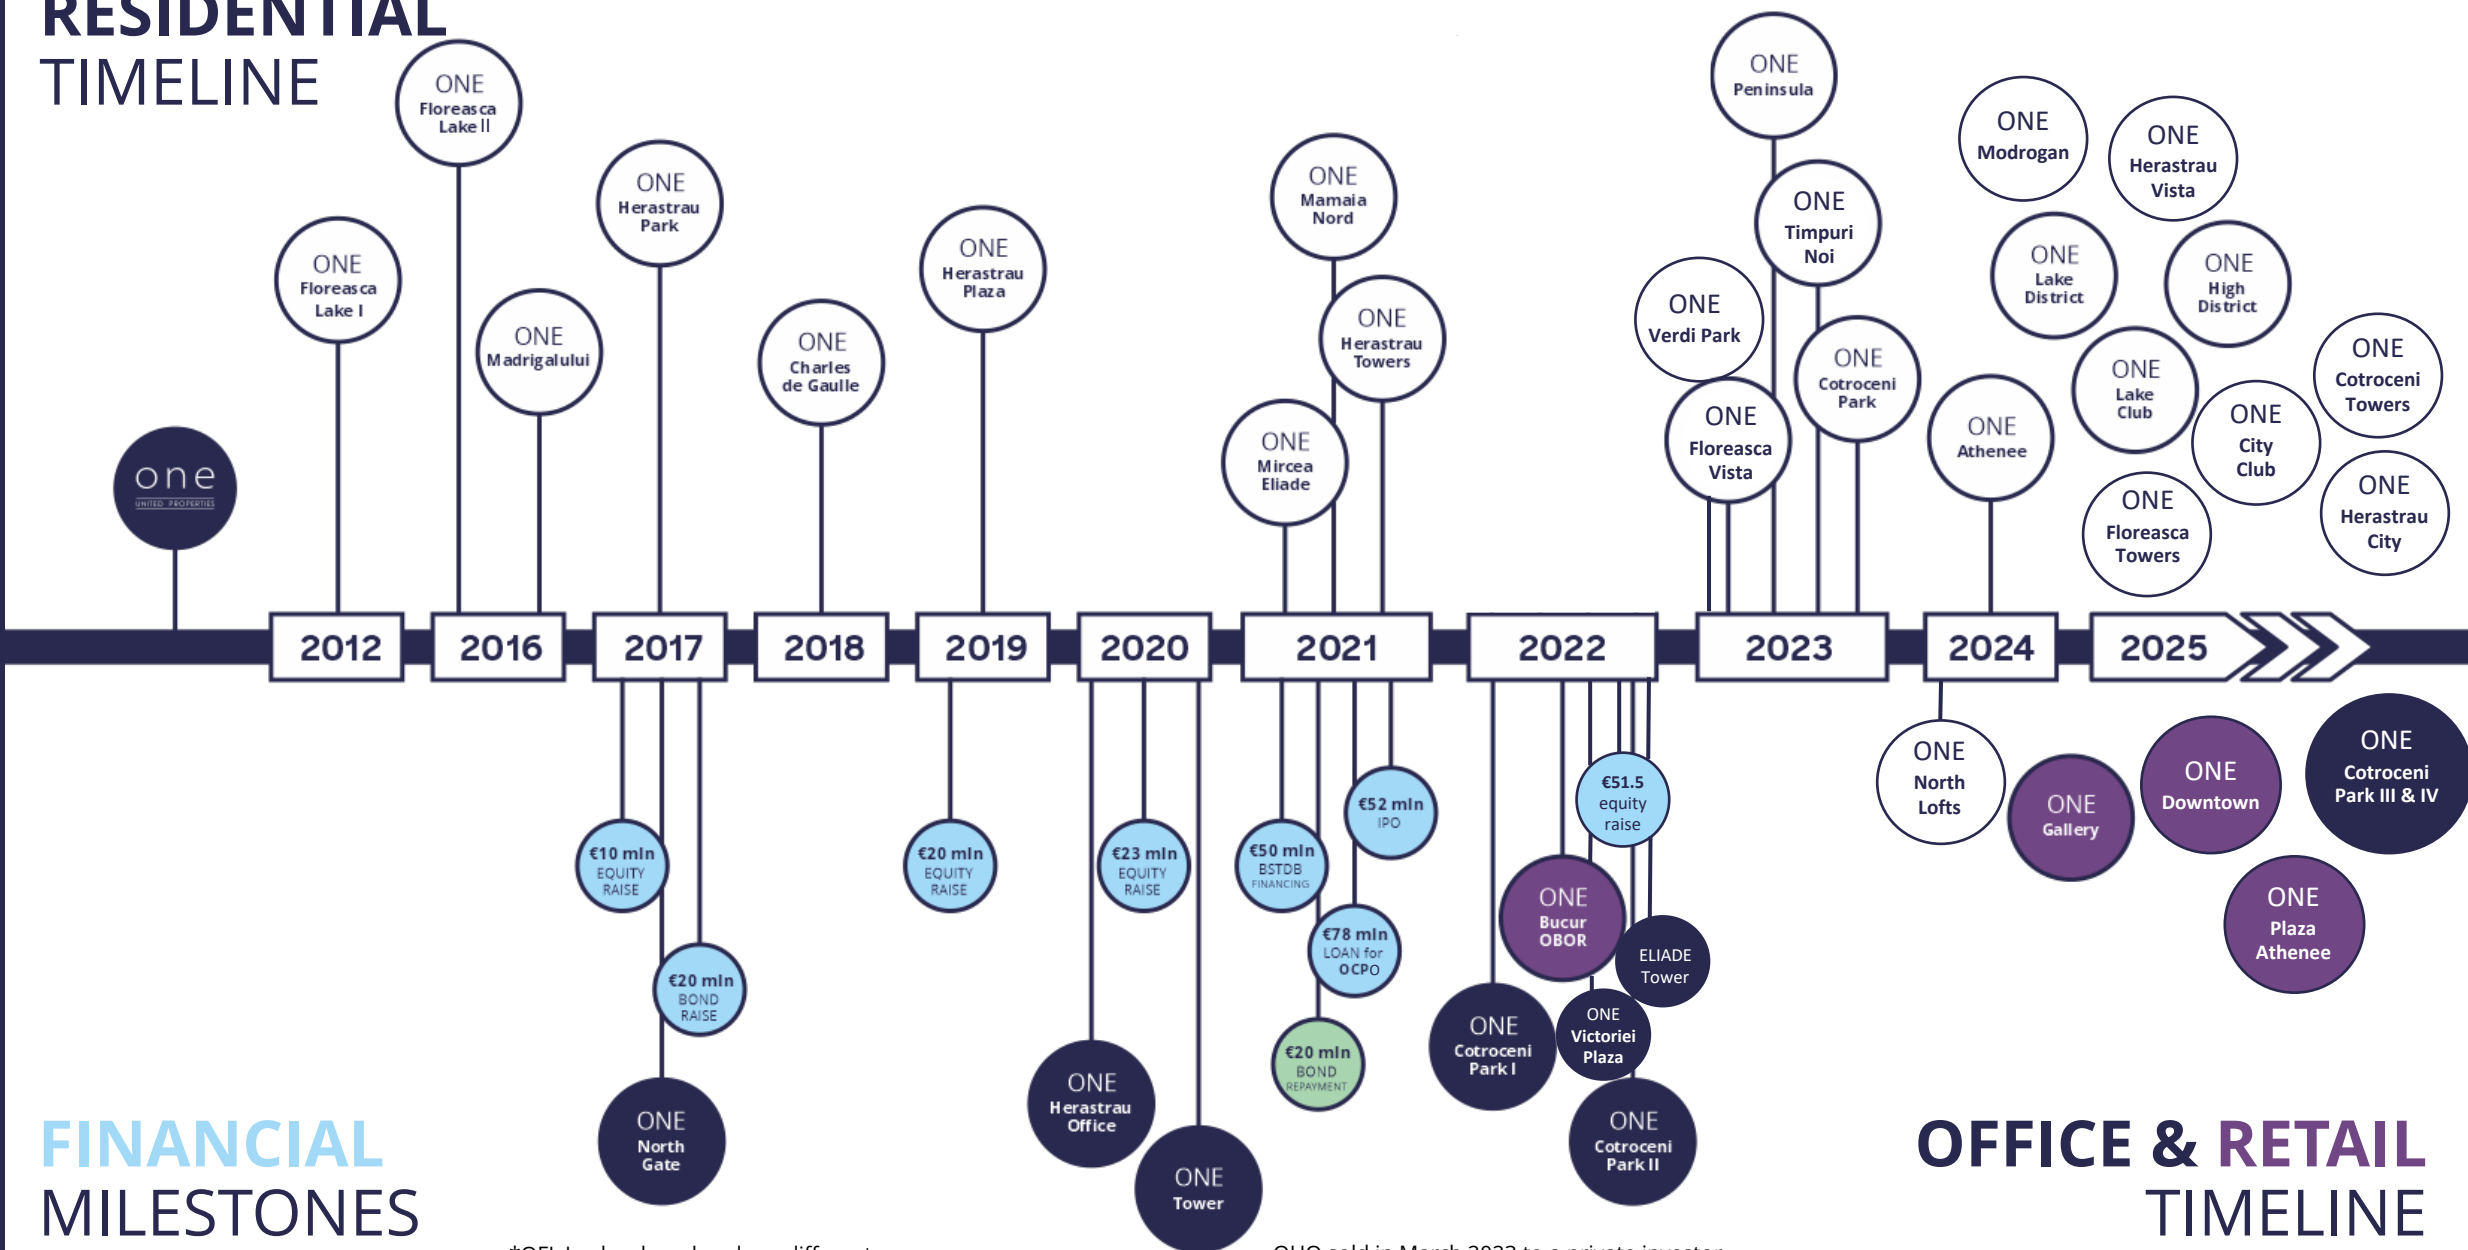 RESIDENTIAL
TIMELINE
one
UNITED PROPERTIES
ONE
Floreasca
Lake I
ONE
Floreasca
Lake II
ONE
Madrigalului
ONE
Herastrau
Park
ONE
Charles
de Gaulle
ONE
Herastrau
Plaza
ONE
Mircea
Eliade
ONE
Mamaia
Nord
ONE
Herastrau
Towers
ONE
Verdi Park
ONE
Floreasca
Vista
ONE
Peninsula
ONE
Timpuri
Noi
ONE
Cotroceni
Park
ONE
Athenee
ONE
Modrogan
ONE
Herastrau
Vista
ONE
Lake
District
ONE
High
District
ONE
Lake
Club
ONE
City
Club
ONE
Cotroceni
Towers
ONE
Floreasca
Towers
ONE
Herastrau
City
2012
2016
2017
2018
2019
2020
2021
2022
2023
2024
2025
€10 mln
EQUITY
RAISE
€20 mln
BOND
RAISE
ONE
North
Gate
€20 mln
EQUITY
RAISE
ONE
Herastrau
Office
€23 mln
EQUITY
RAISE
ONE
Tower
€50 mln
BSTDB
FINANCING
€20 mln
BOND
REPAYMENT
€78 mln
LOAN for
OCPO
€52 mln
IPO
ONE
Cotroceni
Park I
ONE
Bucur
OBOR
ONE
Victoriei
Plaza
€51.5
equity
raise
ONE
Cotroceni
Park II
ELIADE
Tower
ONE
North
Lofts
ONE
Gallery
ONE
Downtown
ONE
Plaza
Athenee
ONE
Cotroceni
Park III & IV
FINANCIAL
MILESTONES
OFFICE & RETAIL
TIMELINE